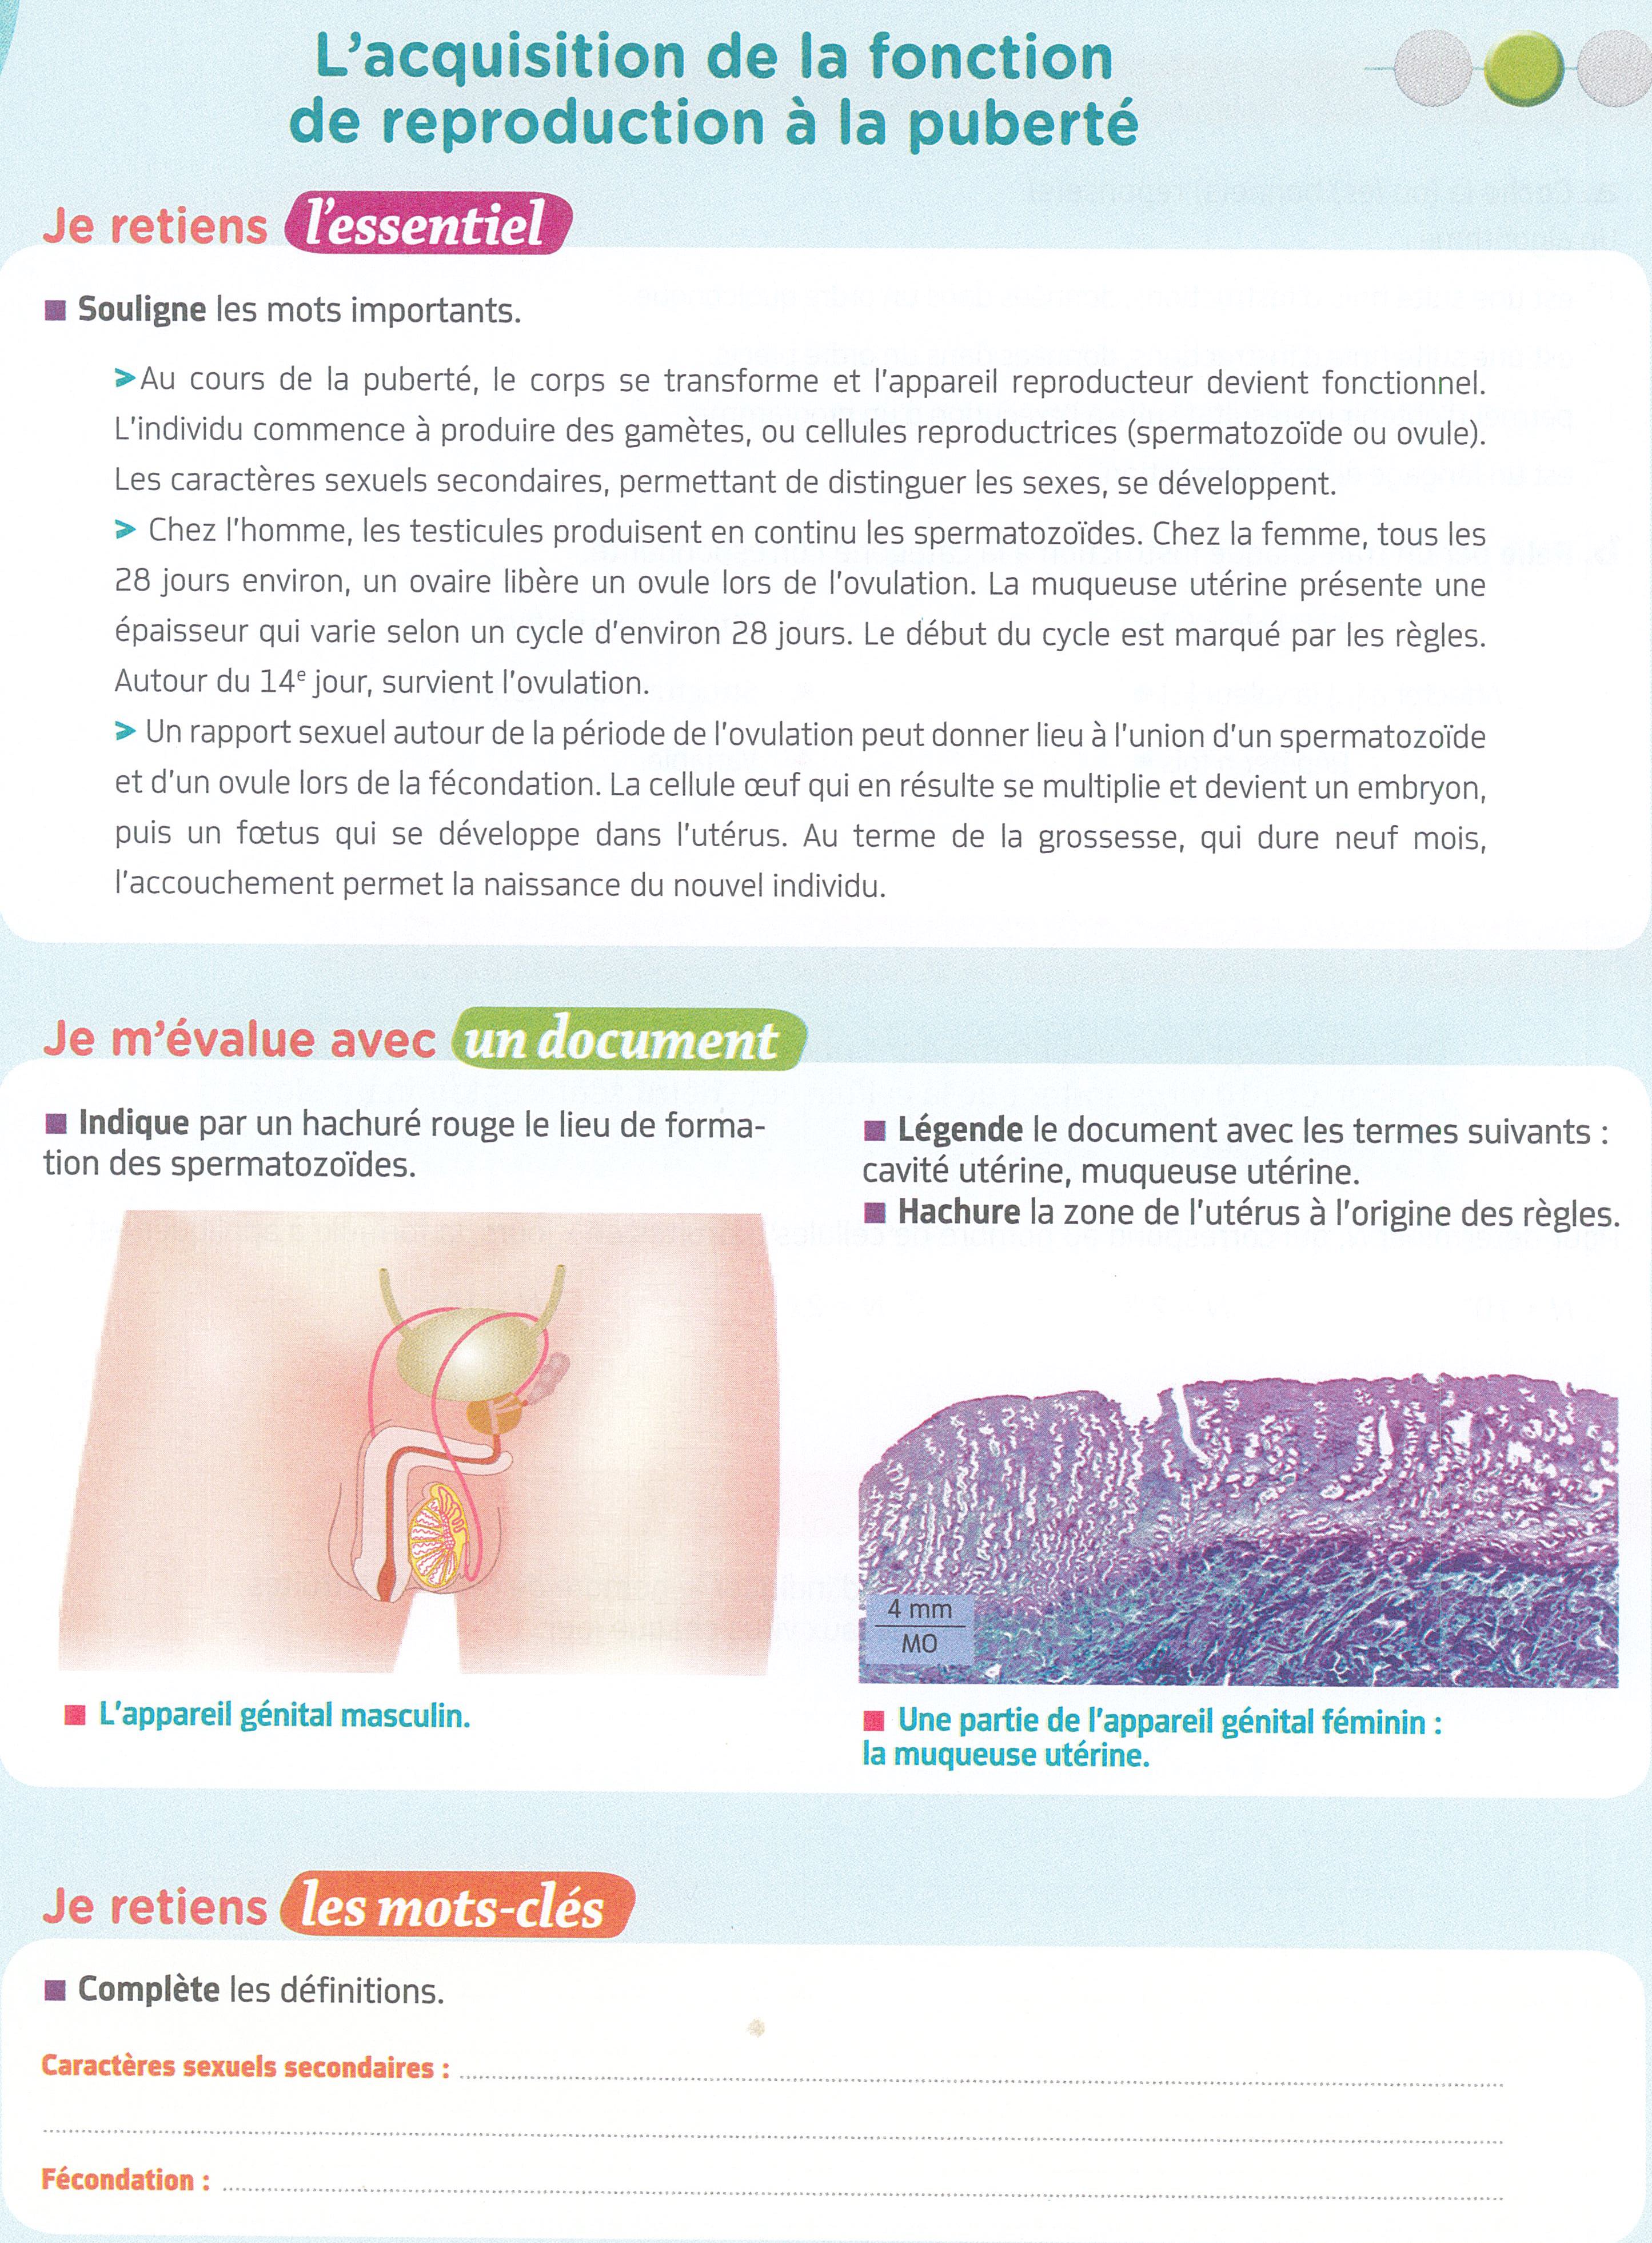 L'acquisition de la fonction
de reproduction à la puberté
Je retiens l'essentiel
Souligne les mots importants.
> Au cours de la puberté, le corps se transforme et l'appareil reproducteur devient fonctionnel.
L'individu commence à produire des gamètes, ou cellules reproductrices (spermatozoïde ou ovule).
Les caractères sexuels secondaires, permettant de distinguer les sexes, se développent.
> Chez l'homme, les testicules produisent en continu les spermatozoïdes. Chez la femme, tous les
28 jours environ, un ovaire libère un ovule lors de l'ovulation. La muqueuse utérine présente une
épaisseur qui varie selon un cycle d'environ 28 jours. Le début du cycle est marqué par les règles.
Autour du 14e jour, survient l'ovulation.
> Un rapport sexuel autour de la période de l'ovulation peut donner lieu à l'union d'un spermatozoïde
et d'un ovule lors de la fécondation. La cellule œuf qui en résulte se multiplie et devient un embryon,
puis un fœtus qui se développe dans l'utérus. Au terme de la grossesse, qui dure neuf mois,
l'accouchement permet la naissance du nouvel individu.
Je m'évalue avec un document
Indique par un hachuré rouge le lieu de forma-
tion des spermatozoïdes.
L'appareil génital masculin.
Légende le document avec les termes suivants :
cavité utérine, muqueuse utérine.
Hachure la zone de l'utérus à l'origine des règles.
4 mm
MO
Une partie de l'appareil génital féminin :
la muqueuse utérine.
Je retiens les mots-clés
Complète les définitions.
Caractères sexuels secondaires :
Fécondation :